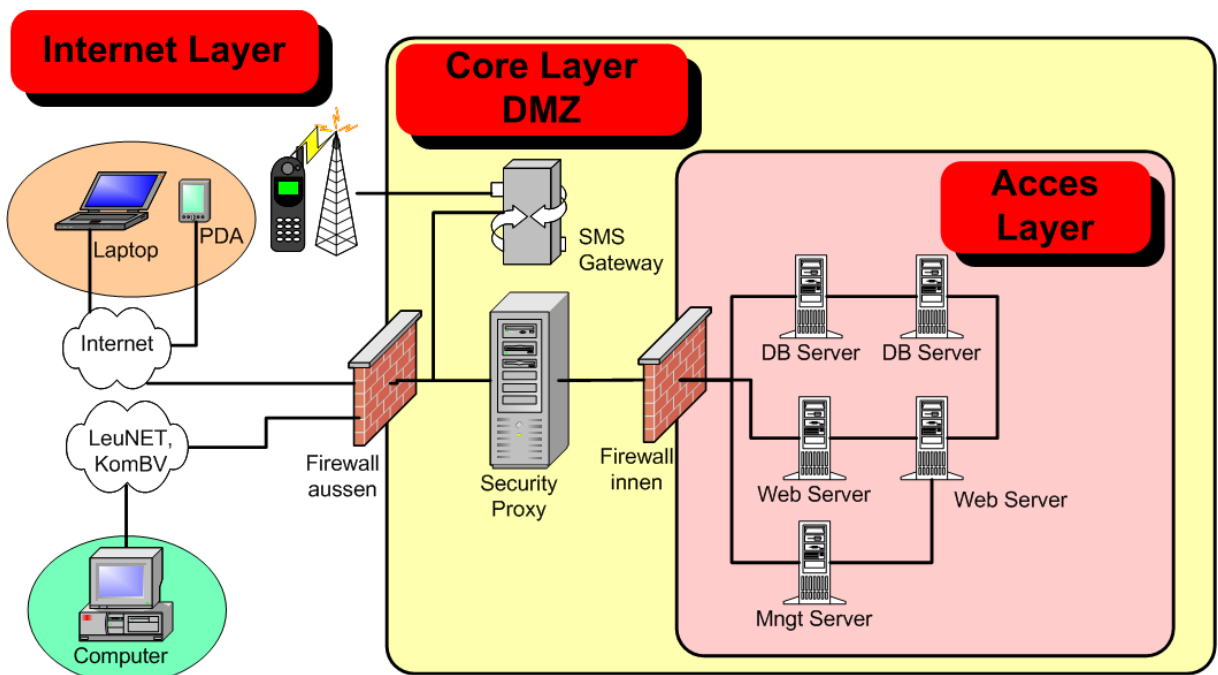 Internet Layer
Core Layer
DMZ
Acces
Layer
Laptop
PDA
SMS
Gateway
Internet
DB Server
DB Server
LeuNET,
KomBV
Firewall
aussen
Security
Proxy
Firewall
innen
Web Server
Web Server
Mngt Server
Computer